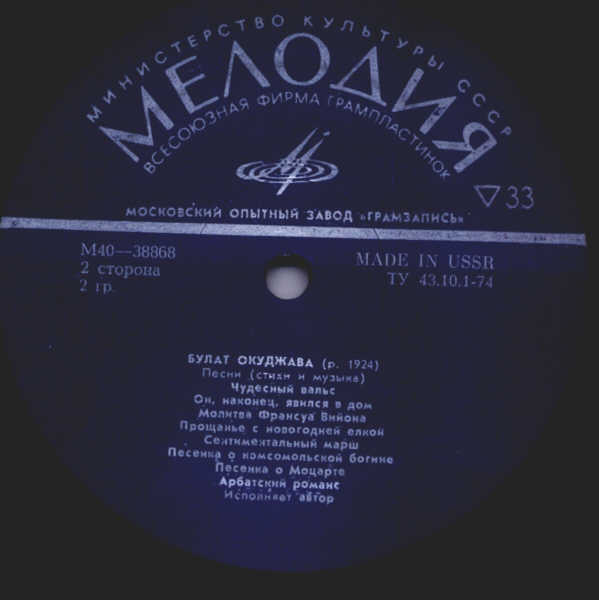 МИНИСТЕРСТВО КУЛЬТУРЫ СССР
МЕЛОДИЯ
ВСЕСОЮЗНАЯ ФИРМА ГРАМПЛАСТИНОК
33
МОСКОВСКИЙ ОПЫТНЫЙ ЗАВОД «ГРАМЗАПИСЬ»
М40—38868
2 сторона
2 гр.
MADE IN USSR
ТУ 43.10.1-74
БУЛАТ ОКУДЖАВА (р. 1924)
Песни (стихи и музыка)
Чудесный вальс
Он, наконец, явился в дом
Молитва Франсуа Вийона
Прощанье с новогодней елкой
Сентиментальный марш
Песенка о комсомольской богине
Песенка о Моцарте
Арбатский романс
Исполняет автор